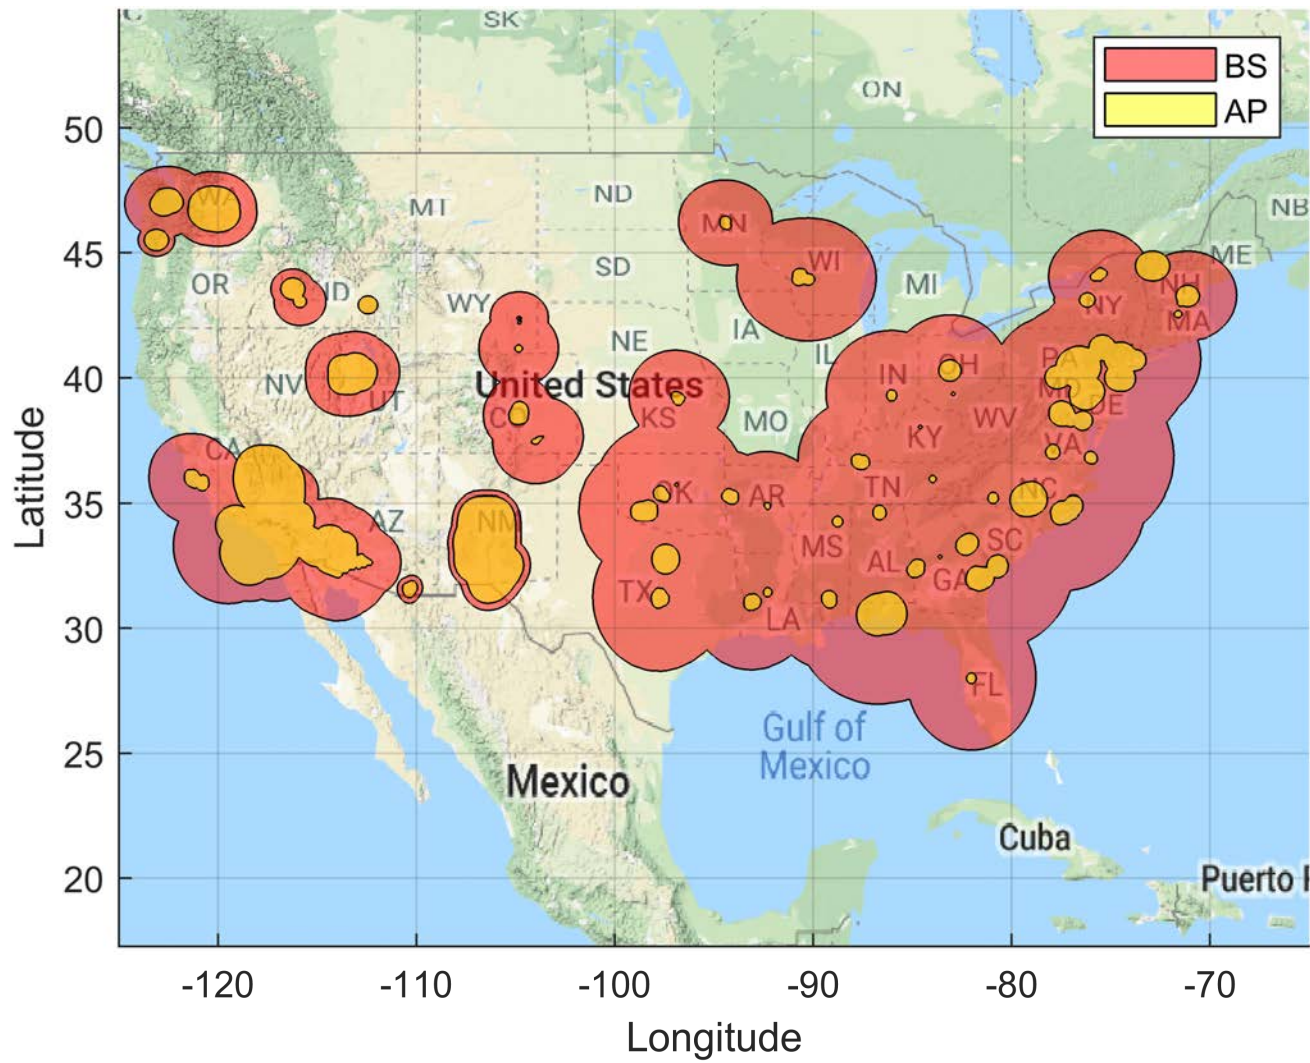 SK
ON
BS
AP
50
WA
MT
ND
MN
NB
45
OR
ID
SD
WI
MI
ME
WY
NH
NY
MA
NE
IA
IL
IN
OH
PA
40
NV
UT
United States
CO
KS
MO
WV
MD
DE
KY
VA
CA
35
AZ
NM
OK
AR
TN
NC
Latitude
MS
AL
SC
GA
TX
LA
30
FL
Gulf of
Mexico
25
Mexico
Cuba
20
Puerto
-120
-110
-100
-90
-80
-70
Longitude